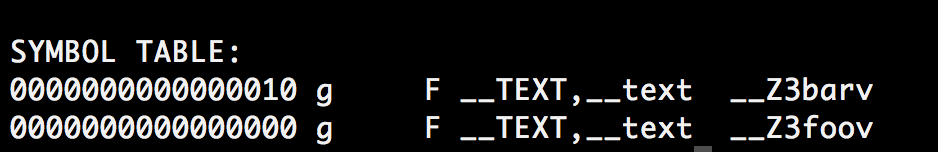 SYMBOL TABLE:
0000000000000010 g     F __TEXT,__text  __Z3barv
0000000000000000 g     F __TEXT,__text  __Z3foov